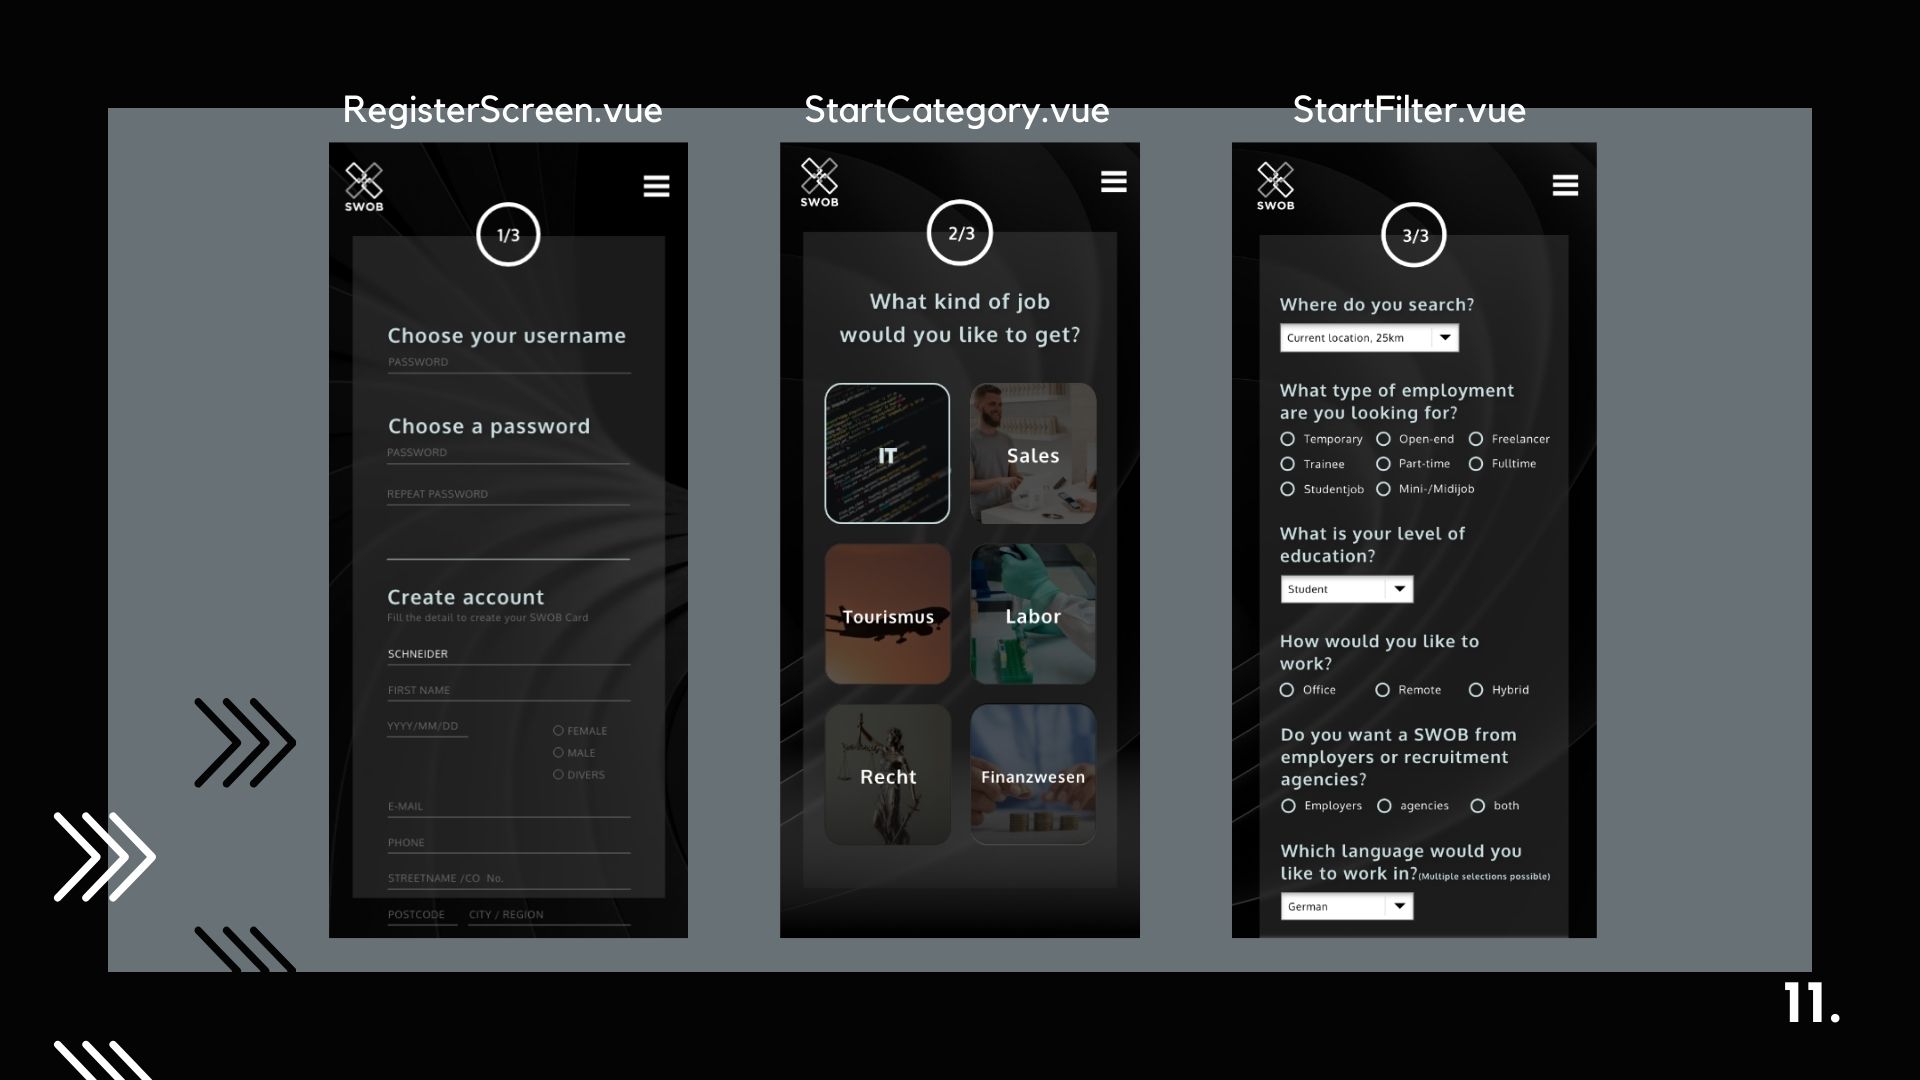 RegisterScreen.vue
SWOB
1/3
Choose your username
PASSWORD
Choose a password
PASSWORD
REPEAT PASSWORD
Create account
Fill the detail to create your SWOB Card
SCHNEIDER
FIRST NAME
YYYY/MM/DD
FEMALE
MALE
DIVERS
E-MAIL
PHONE
STREETNAME /CO No.
POSTCODE CITY / REGION
StartCategory.vue
SWOB
2/3
What kind of job
would you like to get?
IT
Sales
Tourismus
Labor
Recht
Finanzwesen
StartFilter.vue
SWOB
3/3
Where do you search?
Current location, 25km
What type of employment
are you looking for?
Temporary Open-end Freelancer
Trainee Part-time Fulltime
Studentjob Mini-/Midijob
What is your level of
education?
Student
How would you like to
work?
Office Remote Hybrid
Do you want a SWOB from
employers or recruitment
agencies?
Employers agencies both
Which language would you
like to work in?(Multiple selections possible)
German
11.